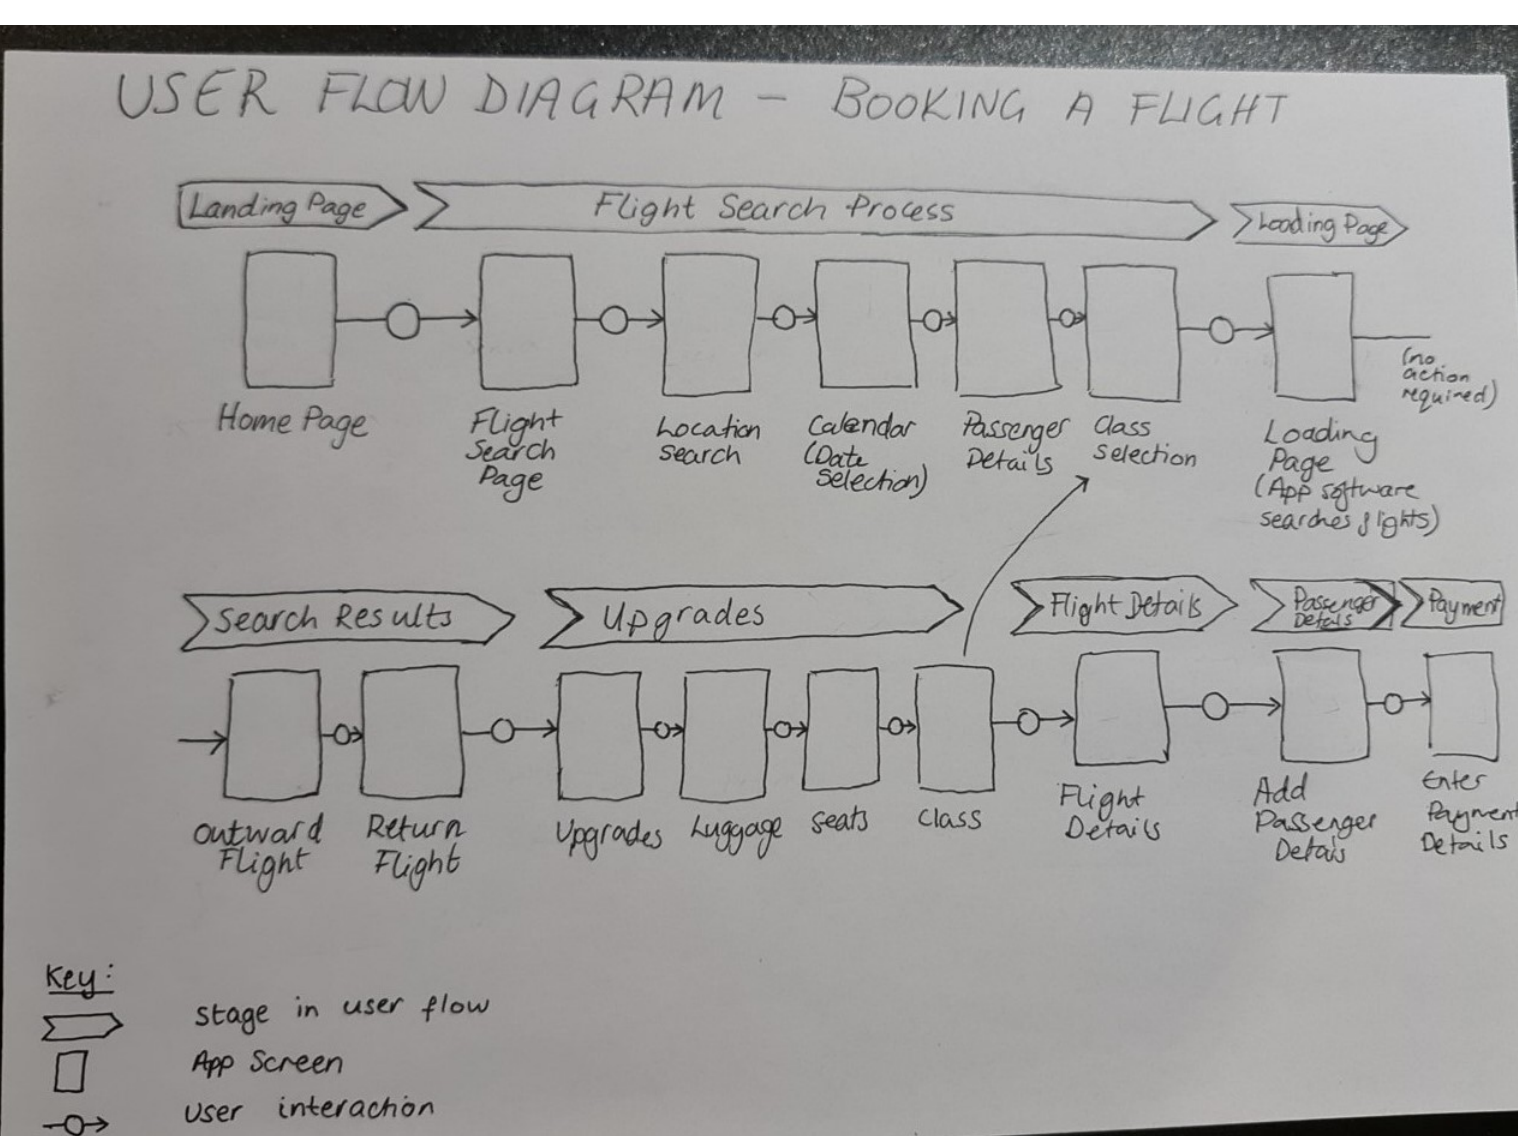 USER FLOW DIAGRAM - BOOKING A FLIGHT
Landing Page
Flight Search Process
Loading Page
Home Page
Flight
Search
Page
Location
Search
Calendar
(Date
Selection)
Passenger
Details
Class
Selection
Loading
Page
(App software
searches flights)
(no
action
required)
Search Results
Upgrades
Flight Details
Passenger
Details
Payment
Outward
Flight
Return
Flight
Upgrades
Luggage
Seats
Class
Flight
Details
Add
Passenger
Details
Enter
Payment
Details
Key:
Stage in user flow
App Screen
User interaction